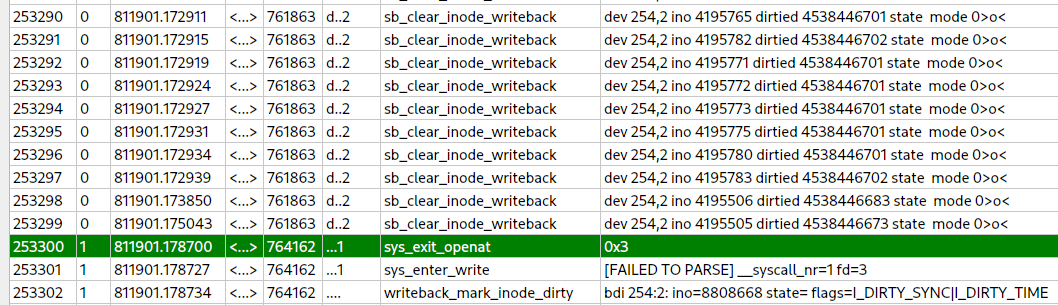 253290 0 811901.172911 <...> 761863 d..2 sb_clear_inode_writeback dev 254,2 ino 4195765 dirtied 4538446701 state mode 0>o<
253291 0 811901.172915 <...> 761863 d..2 sb_clear_inode_writeback dev 254,2 ino 4195782 dirtied 4538446702 state mode 0>o<
253292 0 811901.172919 <...> 761863 d..2 sb_clear_inode_writeback dev 254,2 ino 4195771 dirtied 4538446701 state mode 0>o<
253293 0 811901.172924 <...> 761863 d..2 sb_clear_inode_writeback dev 254,2 ino 4195772 dirtied 4538446701 state mode 0>o<
253294 0 811901.172927 <...> 761863 d..2 sb_clear_inode_writeback dev 254,2 ino 4195773 dirtied 4538446701 state mode 0>o<
253295 0 811901.172931 <...> 761863 d..2 sb_clear_inode_writeback dev 254,2 ino 4195775 dirtied 4538446701 state mode 0>o<
253296 0 811901.172934 <...> 761863 d..2 sb_clear_inode_writeback dev 254,2 ino 4195780 dirtied 4538446701 state mode 0>o<
253297 0 811901.172939 <...> 761863 d..2 sb_clear_inode_writeback dev 254,2 ino 4195783 dirtied 4538446702 state mode 0>o<
253298 0 811901.173850 <...> 761863 d..2 sb_clear_inode_writeback dev 254,2 ino 4195506 dirtied 4538446683 state mode 0>o<
253299 0 811901.175043 <...> 761863 d..2 sb_clear_inode_writeback dev 254,2 ino 4195505 dirtied 4538446673 state mode 0>o<
253300 1 811901.178700 <...> 764162 ...1 sys_exit_openat 0x3
253301 1 811901.178727 <...> 764162 ...1 sys_enter_write [FAILED TO PARSE] __syscall_nr=1 fd=3
253302 1 811901.178734 <...> 764162 .... writeback_mark_inode_dirty bdi 254:2: ino=8808668 state= flags=I_DIRTY_SYNC|I_DIRTY_TIME